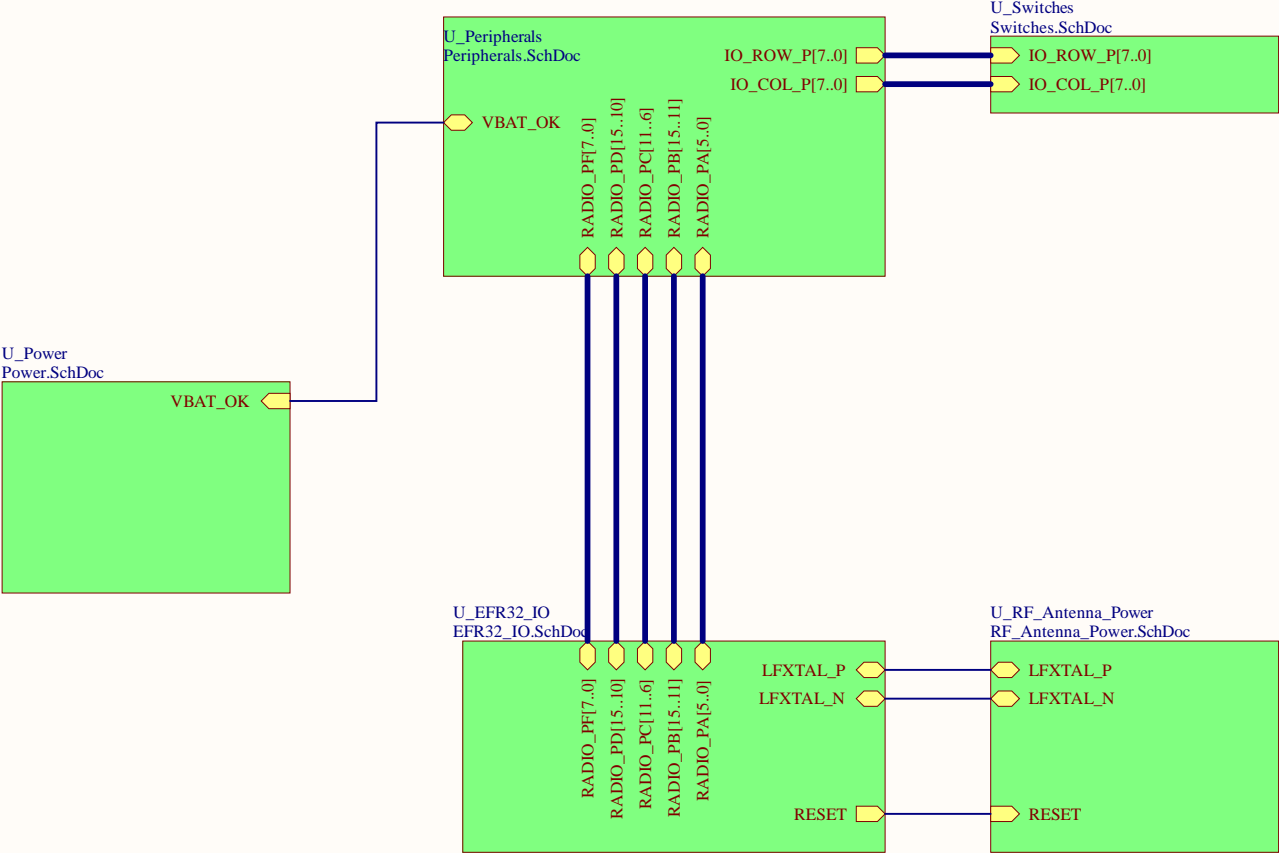 U_Switches
Switches.SchDoc
U_Peripherals
Peripherals.SchDoc
IO_ROW_P[7..0]
IO_COL_P[7..0]
IO_ROW_P[7..0]
IO_COL_P[7..0]
VBAT_OK
RADIO_PF[7..0]
RADIO_PD[15..10]
RADIO_PC[11..6]
RADIO_PB[15..11]
RADIO_PA[5..0]
U_Power
Power.SchDoc
VBAT_OK
U_EFR32_IO
EFR32_IO.SchDoc
U_RF_Antenna_Power
RF_Antenna_Power.SchDoc
RADIO_PF[7..0]
RADIO_PD[15..10]
RADIO_PC[11..6]
RADIO_PB[15..11]
RADIO_PA[5..0]
LFXTAL_P
LFXTAL_N
RESET
LFXTAL_P
LFXTAL_N
RESET